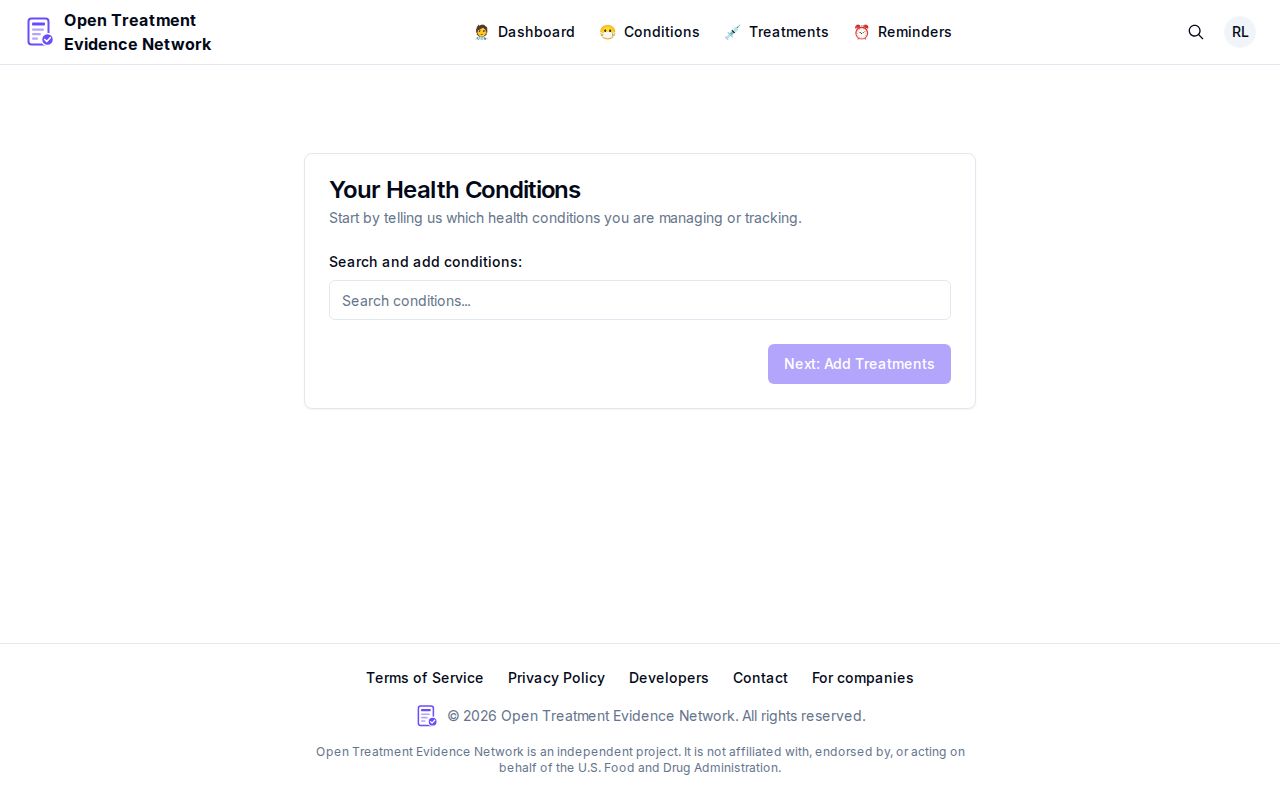 Open Treatment
Evidence Network
Dashboard
Conditions
Treatments
Reminders
RL
Your Health Conditions
Start by telling us which health conditions you are managing or tracking.
Search and add conditions:
Search conditions...
Next: Add Treatments
Terms of Service
Privacy Policy
Developers
Contact
For companies
© 2026 Open Treatment Evidence Network. All rights reserved.
Open Treatment Evidence Network is an independent project. It is not affiliated with, endorsed by, or acting on
behalf of the U.S. Food and Drug Administration.